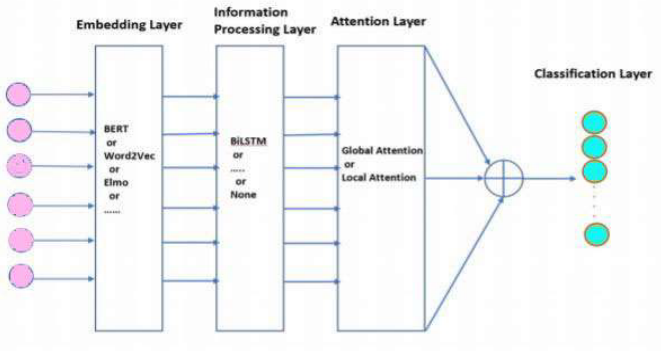 Embedding Layer
Information
Processing Layer
Attention Layer
Classification Layer
BERT
or
Word2Vec
or
Elmo
or
......
BiLSTM
or
.....
or
None
Global Attention
or
Local Attention